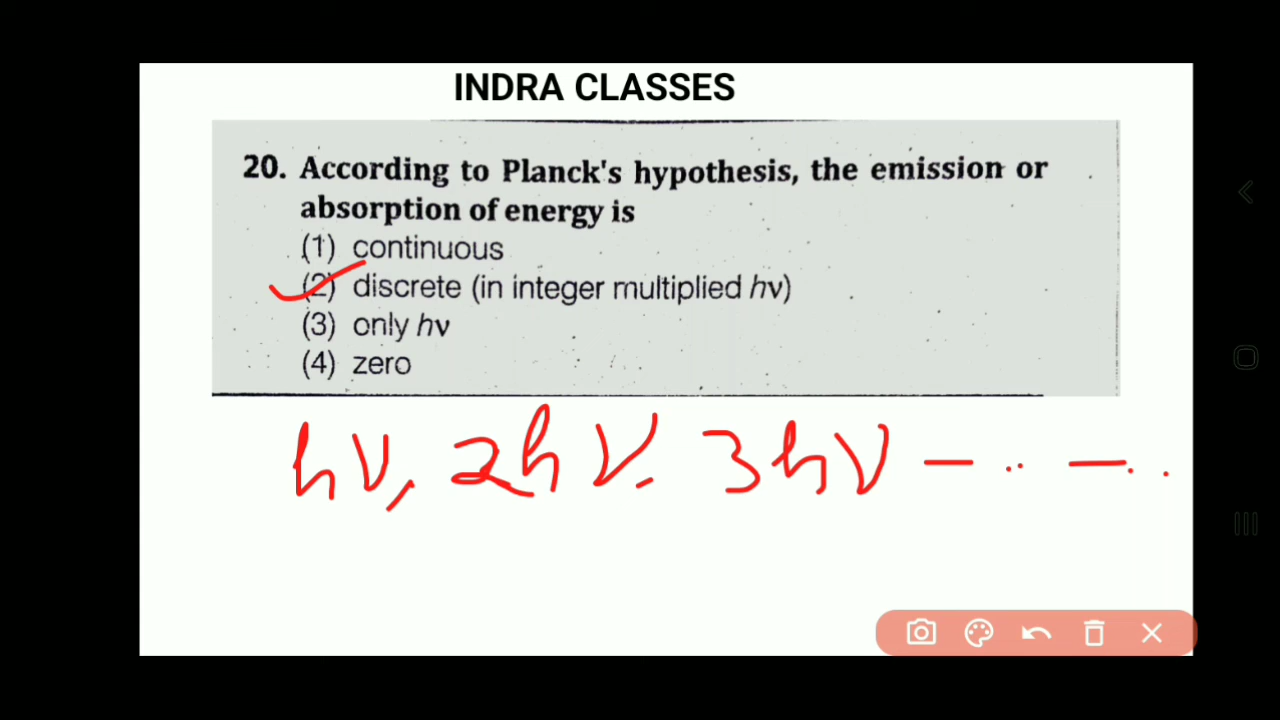 INDRA CLASSES
20. According to Planck's hypothesis, the emission or
absorption of energy is
(1) continuous
(2) discrete (in integer multiplied hν)
(3) only hν
(4) zero
hν, 2hν. 3hν — .. — . .